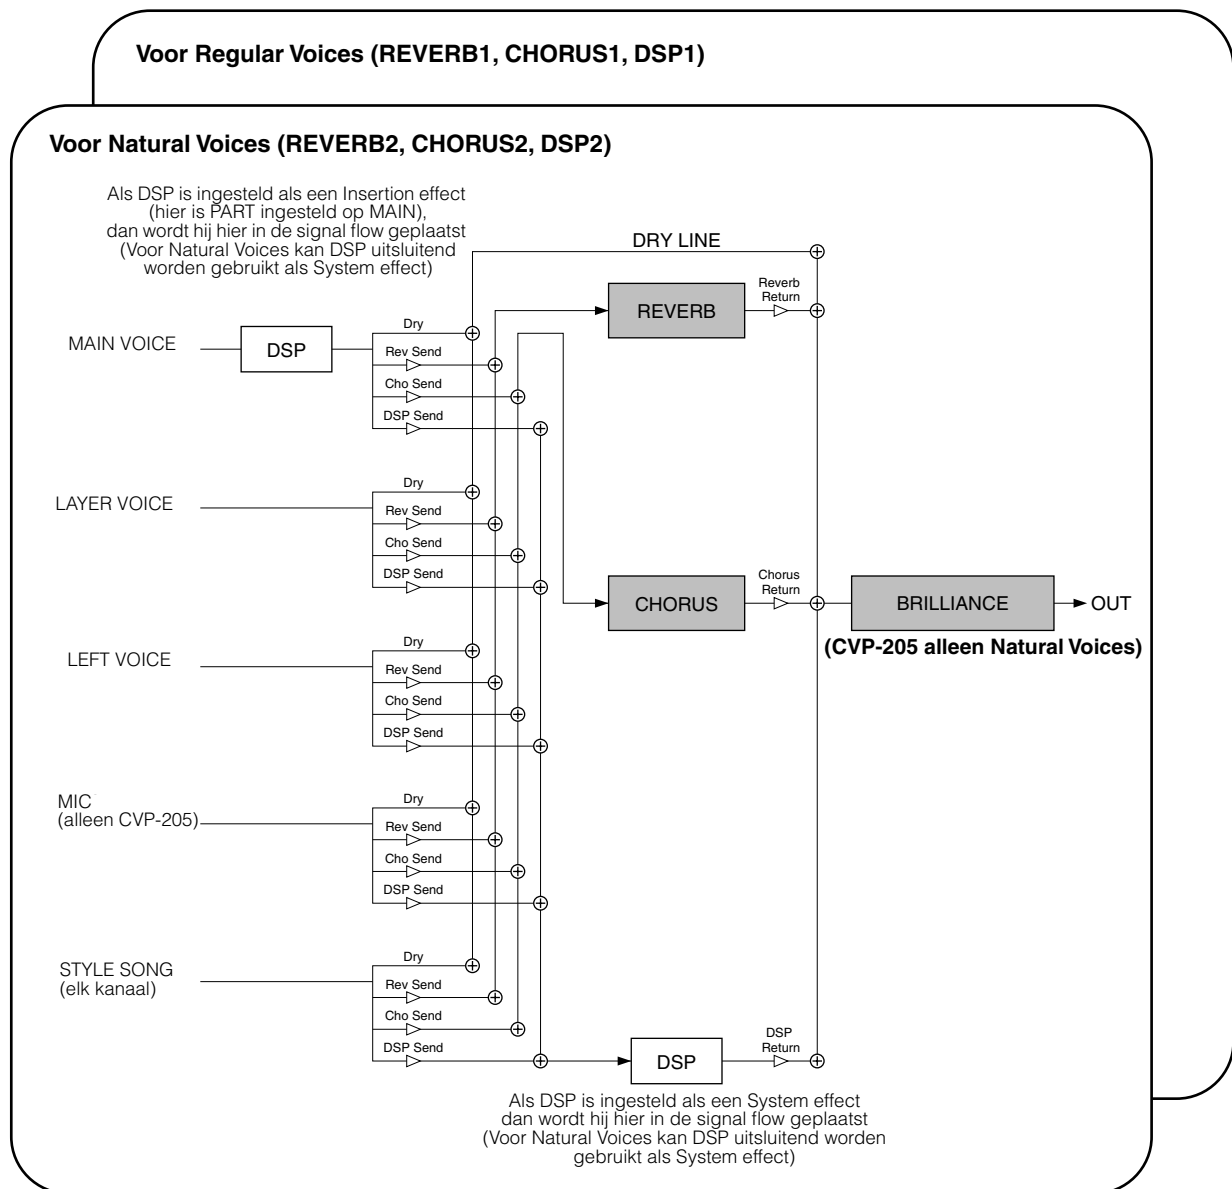 Voor Regular Voices (REVERB1, CHORUS1, DSP1)
Voor Natural Voices (REVERB2, CHORUS2, DSP2)
Als DSP is ingesteld als een Insertion effect
(hier is PART ingesteld op MAIN),
dan wordt hij hier in de signal flow geplaatst
(Voor Natural Voices kan DSP uitsluitend
worden gebruikt als System effect)
DRY LINE
MAIN VOICE
DSP
Dry
Rev Send
Cho Send
DSP Send
REVERB
Reverb
Return
LAYER VOICE
Dry
Rev Send
Cho Send
DSP Send
CHORUS
Chorus
Return
BRILLIANCE
OUT
(CVP-205 alleen Natural Voices)
LEFT VOICE
Dry
Rev Send
Cho Send
DSP Send
MIC
(alleen CVP-205)
Dry
Rev Send
Cho Send
DSP Send
STYLE SONG
(elk kanaal)
Dry
Rev Send
Cho Send
DSP Send
DSP
DSP
Return
Als DSP is ingesteld als een System effect
dan wordt hij hier in de signal flow geplaatst
(Voor Natural Voices kan DSP uitsluitend worden
gebruikt als System effect)